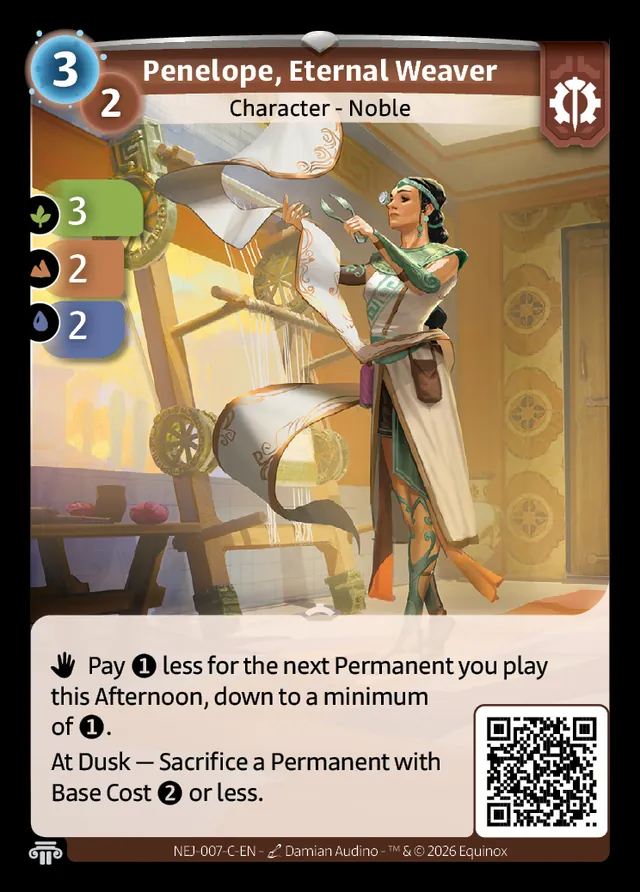 3
2
Penelope, Eternal Weaver
Character - Noble
3
2
2
Pay 1 less for the next Permanent you play
this Afternoon, down to a minimum
of 1.
At Dusk — Sacrifice a Permanent with
Base Cost 2 or less.
NEJ-007-C-EN - Damian Audino - ™ & © 2026 Equinox